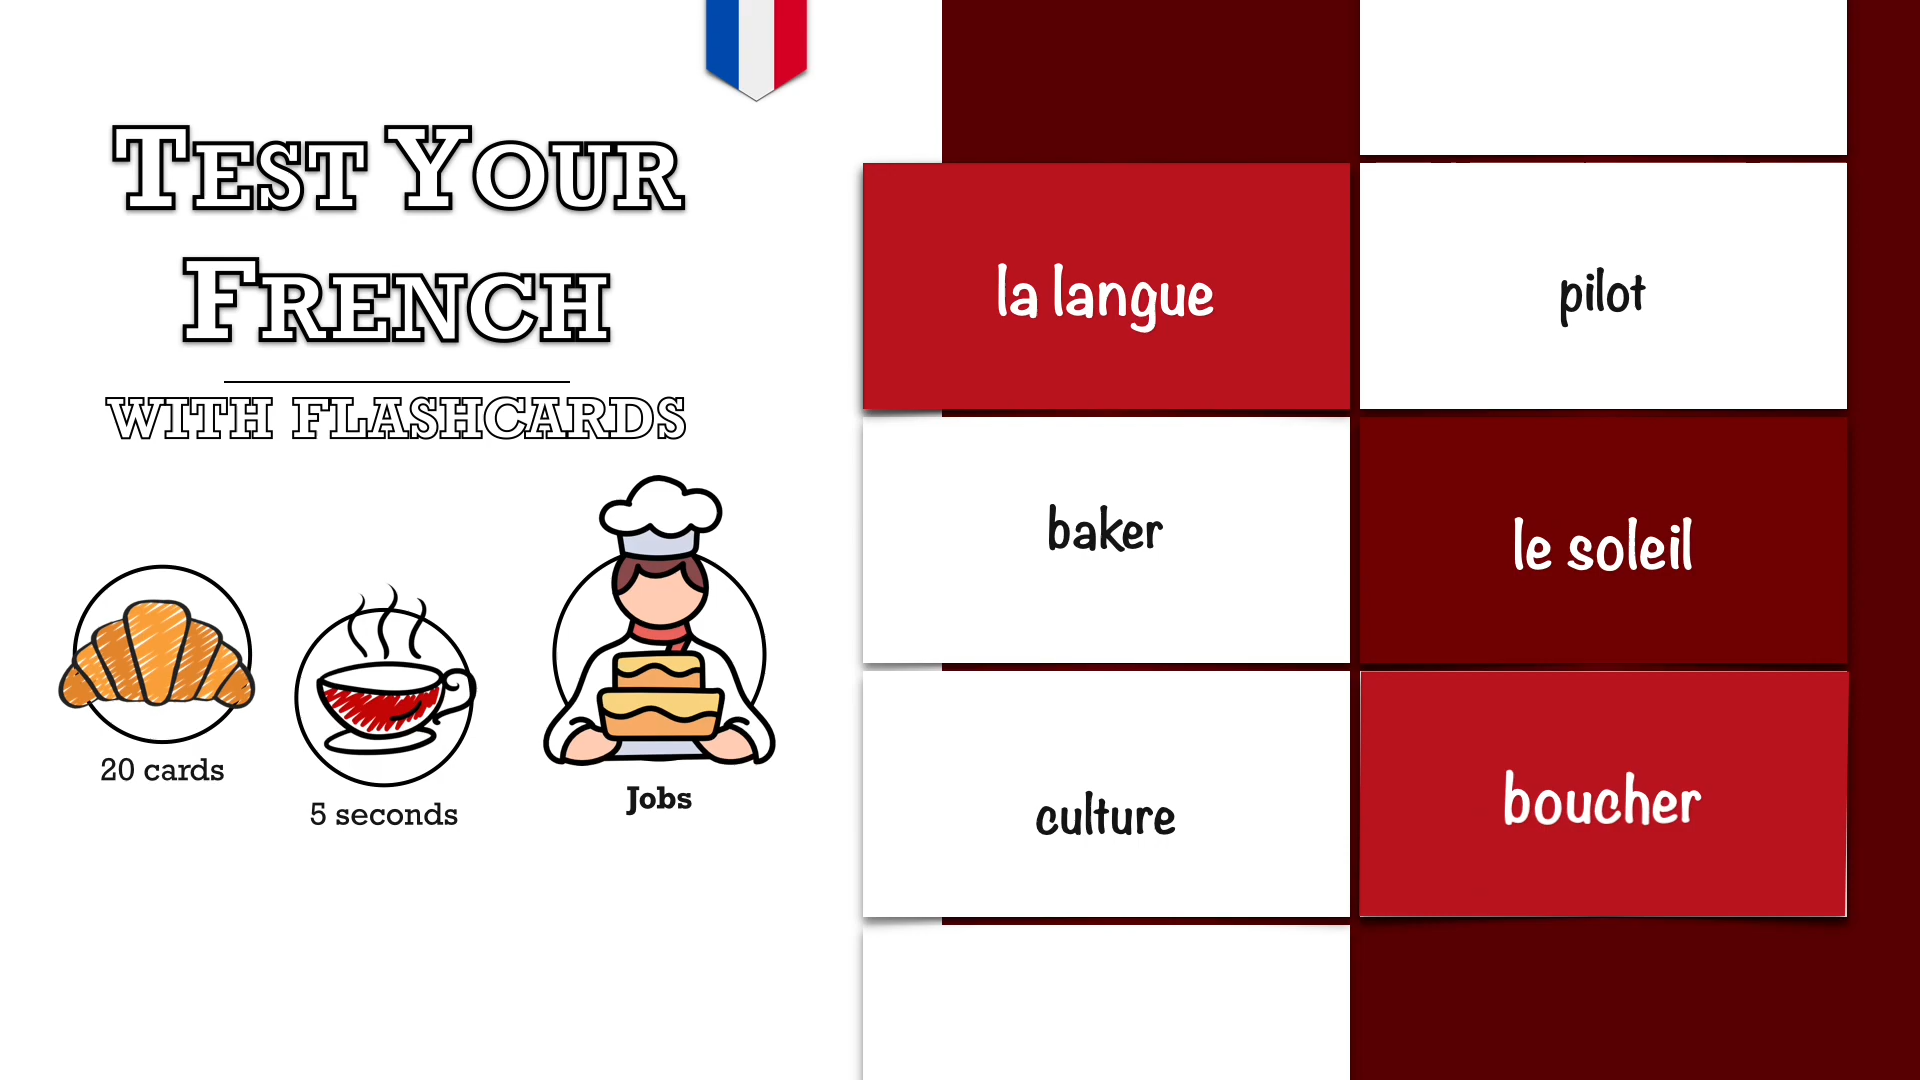 TEST YOUR
FRENCH
WITH FLASHCARDS
20 cards
5 seconds
Jobs
la langue
pilot
baker
le soleil
culture
boucher